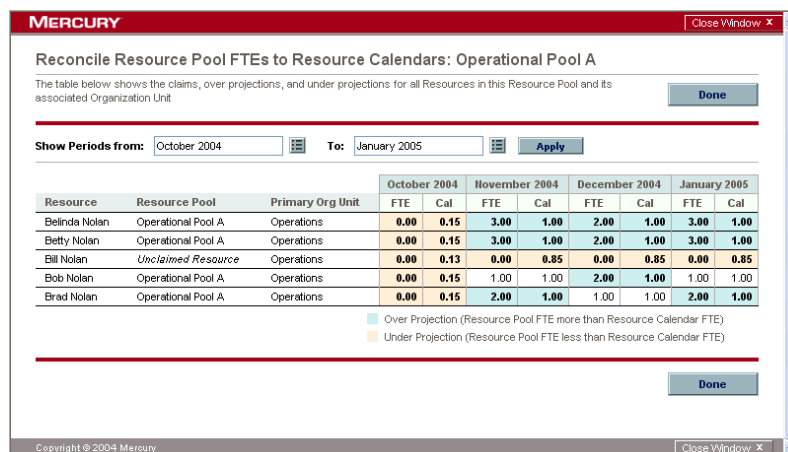 MERCURY
Close Window X
Reconcile Resource Pool FTEs to Resource Calendars: Operational Pool A
The table below shows the claims, over projections, and under projections for all Resources in this Resource Pool and its
associated Organization Unit
Done
Show Periods from: October 2004 To: January 2005 Apply
October 2004 November 2004 December 2004 January 2005
Resource Resource Pool Primary Org Unit FTE Cal FTE Cal FTE Cal FTE Cal
Belinda Nolan Operational Pool A Operations 0.00 0.15 3.00 1.00 2.00 1.00 3.00 1.00
Betty Nolan Operational Pool A Operations 0.00 0.15 3.00 1.00 2.00 1.00 3.00 1.00
Bill Nolan Unclaimed Resource Operations 0.00 0.13 0.00 0.85 0.00 0.85 0.00 0.85
Bob Nolan Operational Pool A Operations 0.00 0.15 1.00 1.00 2.00 1.00 1.00 1.00
Brad Nolan Operational Pool A Operations 0.00 0.15 2.00 1.00 1.00 1.00 2.00 1.00
Over Projection (Resource Pool FTE more than Resource Calendar FTE)
Under Projection (Resource Pool FTE less than Resource Calendar FTE)
Done
Copyright © 2004 Mercury
Close Window X